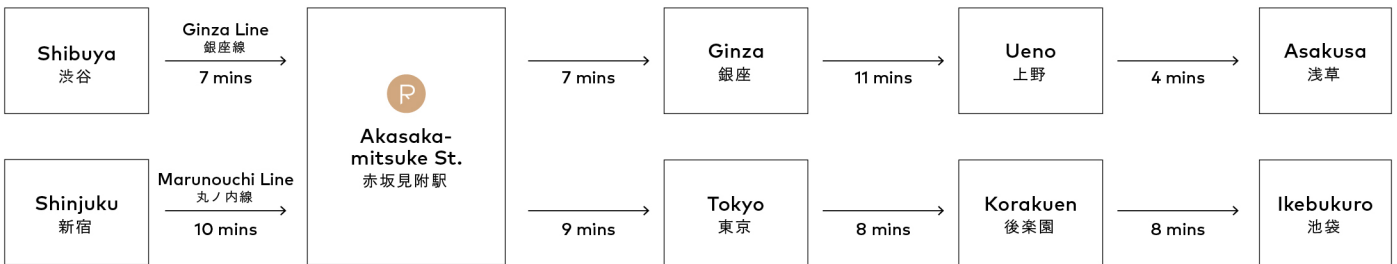 Shibuya
渋谷
Ginza Line
銀座線
7 mins
R
Akasaka-
mitsuke St.
赤坂見附駅
7 mins
Ginza
銀座
11 mins
Ueno
上野
4 mins
Asakusa
浅草
Shinjuku
新宿
Marunouchi Line
丸ノ内線
10 mins
9 mins
Tokyo
東京
8 mins
Korakuen
後楽園
8 mins
Ikebukuro
池袋